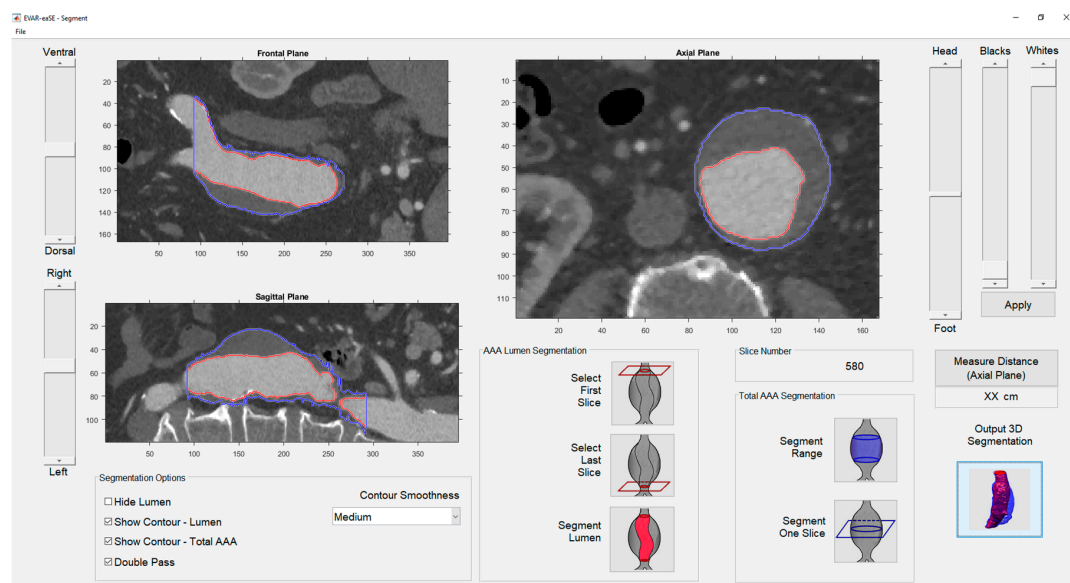 EVAR-eaSE - Segment
File
Ventral
Dorsal
Right
Left
Frontal Plane
20
40
60
80
100
120
140
160
50
100
150
200
250
300
350
Sagittal Plane
20
40
60
80
100
50
100
150
200
250
300
350
Axial Plane
10
20
30
40
50
60
70
80
90
100
110
20
40
60
80
100
120
140
160
Head
Foot
Blacks
Whites
Apply
Segmentation Options
Hide Lumen
Show Contour - Lumen
Show Contour - Total AAA
Double Pass
Contour Smoothness
Medium
AAA Lumen Segmentation
Select
First
Slice
Select
Last
Slice
Segment
Lumen
Slice Number
580
Total AAA Segmentation
Segment
Range
Segment
One Slice
Measure Distance
(Axial Plane)
XX cm
Output 3D
Segmentation